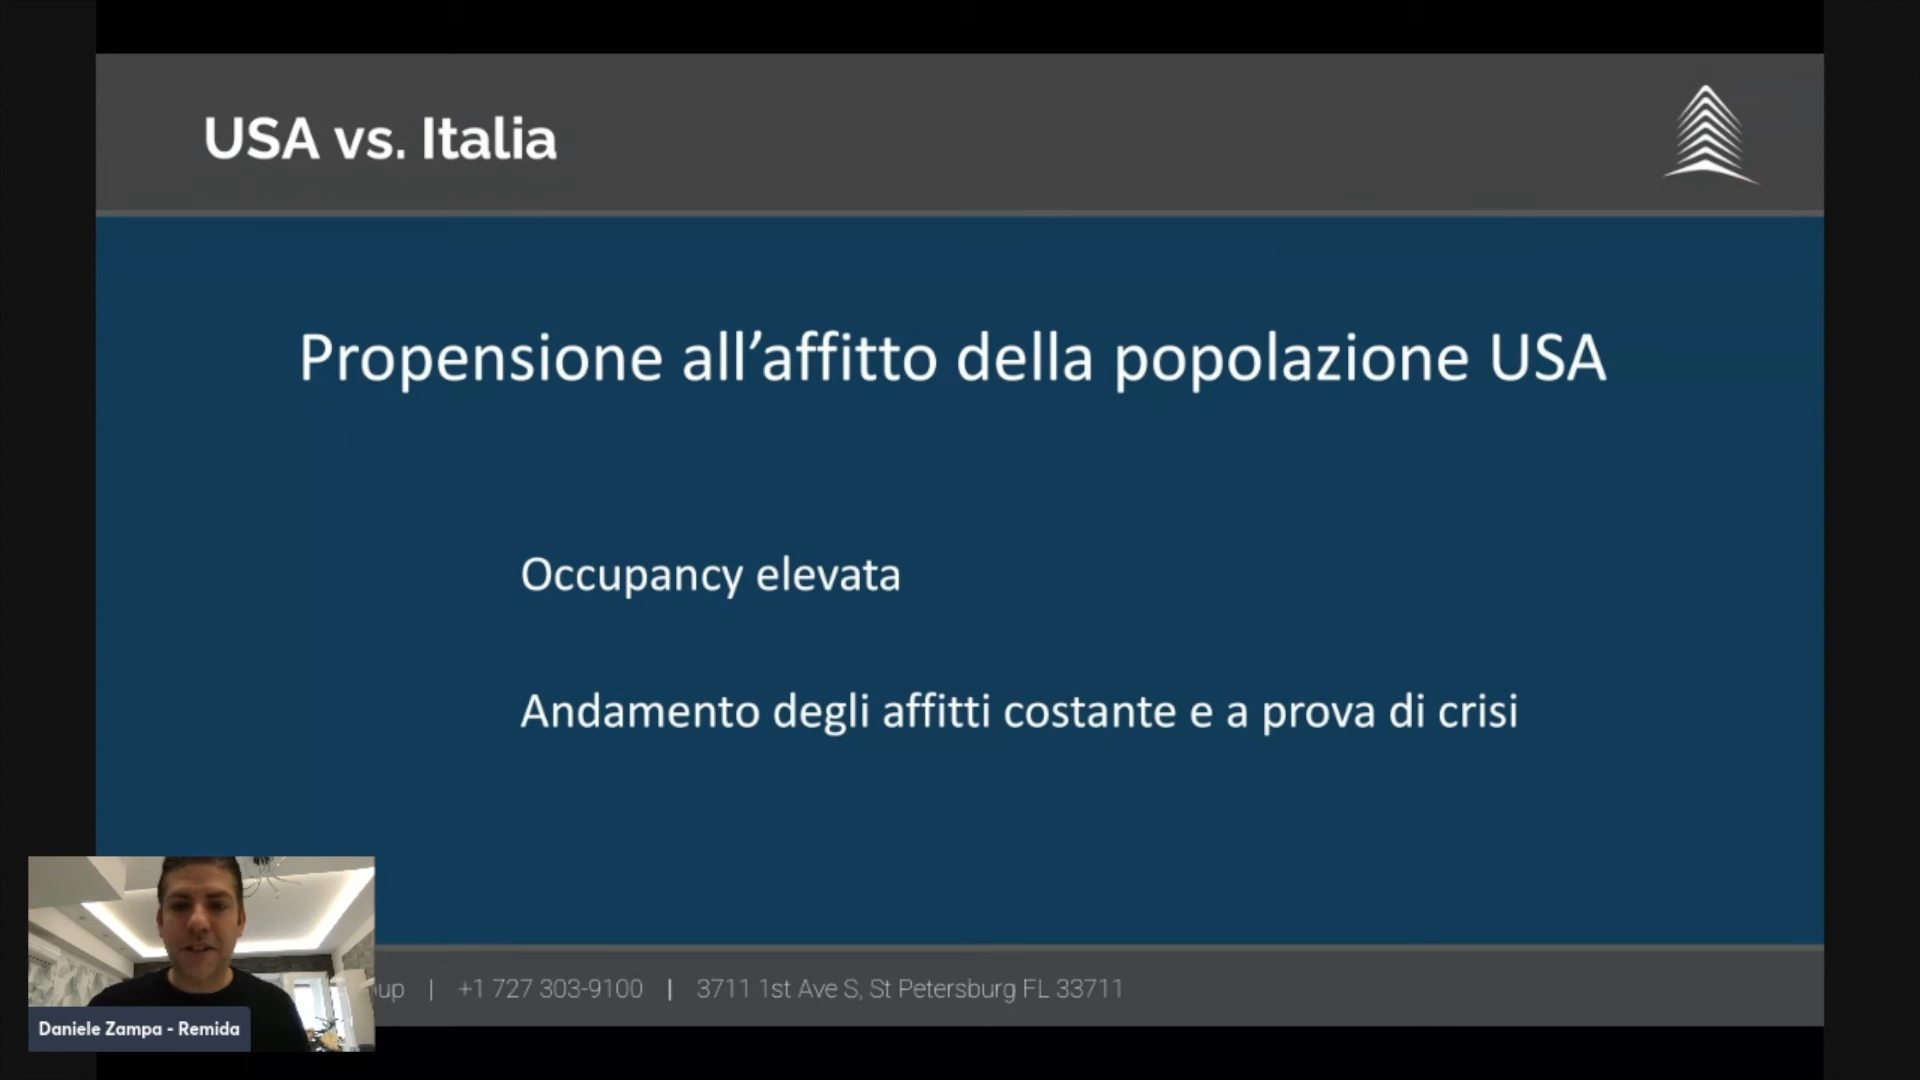 USA vs. Italia
Propensione all’affitto della popolazione USA
Occupancy elevata
Andamento degli affitti costante e a prova di crisi
| +1 727 303-9100 | 3711 1st Ave S, St Petersburg FL 33711
Daniele Zampa - Remida